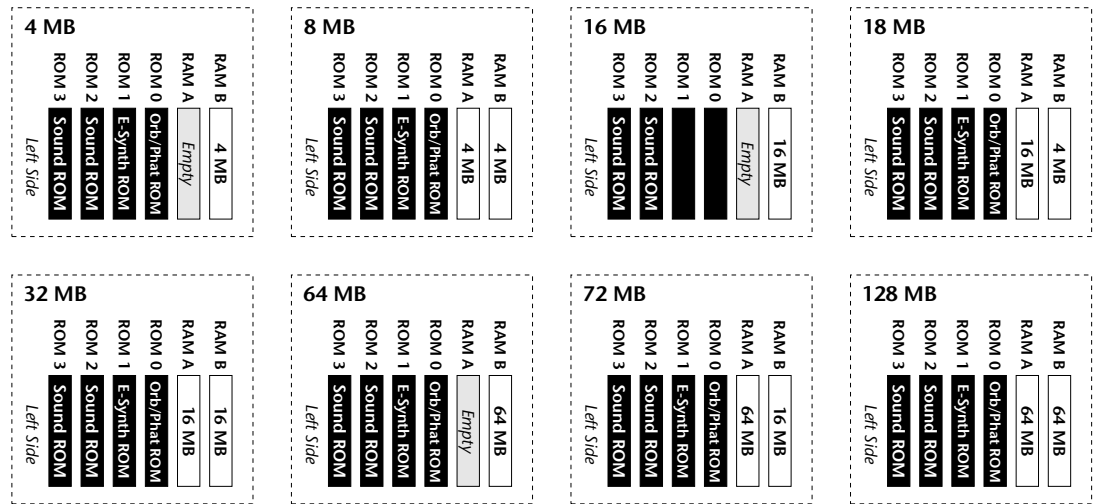 4 MB
ROM 3
ROM 2
ROM 1
ROM 0
RAM A
RAM B
Sound ROM
Sound ROM
E-Synth ROM
Orb/Phat ROM
Empty
4 MB
Left Side
8 MB
ROM 3
ROM 2
ROM 1
ROM 0
RAM A
RAM B
Sound ROM
Sound ROM
E-Synth ROM
Orb/Phat ROM
4 MB
4 MB
Left Side
16 MB
ROM 3
ROM 2
ROM 1
ROM 0
RAM A
RAM B
Sound ROM
Sound ROM
Empty
16 MB
Left Side
18 MB
ROM 3
ROM 2
ROM 1
ROM 0
RAM A
RAM B
Sound ROM
Sound ROM
E-Synth ROM
Orb/Phat ROM
16 MB
4 MB
Left Side
32 MB
ROM 3
ROM 2
ROM 1
ROM 0
RAM A
RAM B
Sound ROM
Sound ROM
E-Synth ROM
Orb/Phat ROM
16 MB
16 MB
Left Side
64 MB
ROM 3
ROM 2
ROM 1
ROM 0
RAM A
RAM B
Sound ROM
Sound ROM
E-Synth ROM
Orb/Phat ROM
Empty
64 MB
Left Side
72 MB
ROM 3
ROM 2
ROM 1
ROM 0
RAM A
RAM B
Sound ROM
Sound ROM
E-Synth ROM
Orb/Phat ROM
64 MB
16 MB
Left Side
128 MB
ROM 3
ROM 2
ROM 1
ROM 0
RAM A
RAM B
Sound ROM
Sound ROM
E-Synth ROM
Orb/Phat ROM
64 MB
64 MB
Left Side